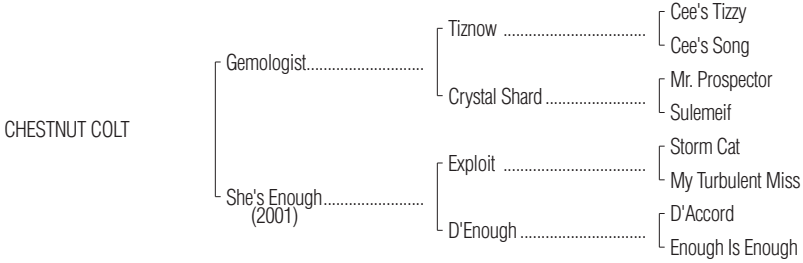 Cee's Tizzy
Tiznow ................................
Cee's Song
Gemologist..........................
Mr. Prospector
Crystal Shard ......................
Sulemeif
CHESTNUT COLT
Storm Cat
Exploit ................................
My Turbulent Miss
She's Enough......................
(2001)
D'Accord
D'Enough ............................
Enough Is Enough